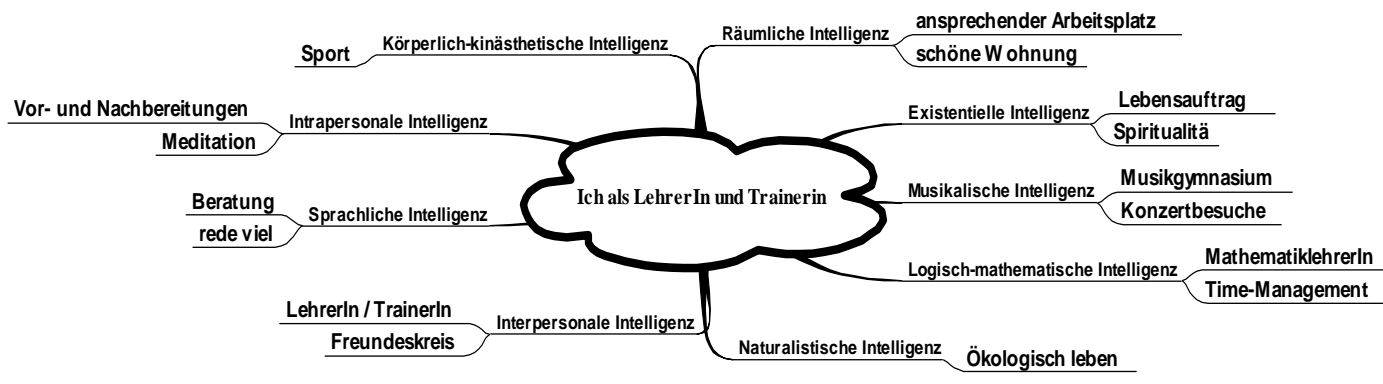 ansprechender Arbeitsplatz
Räumliche Intelligenz
schöne Wohnung
Sport
Körperlich-kinästhetische Intelligenz
Vor- und Nachbereitungen
Intrapersonale Intelligenz
Meditation
Existentielle Intelligenz
Lebensauftrag
Spiritualitä
Ich als LehrerIn und Trainerin
Musikalische Intelligenz
Musikgymnasium
Konzertbesuche
Beratung
Sprachliche Intelligenz
rede viel
Logisch-mathematische Intelligenz
MathematiklehrerIn
Time-Management
LehrerIn / TrainerIn
Interpersonale Intelligenz
Freundeskreis
Naturalistische Intelligenz
Ökologisch leben